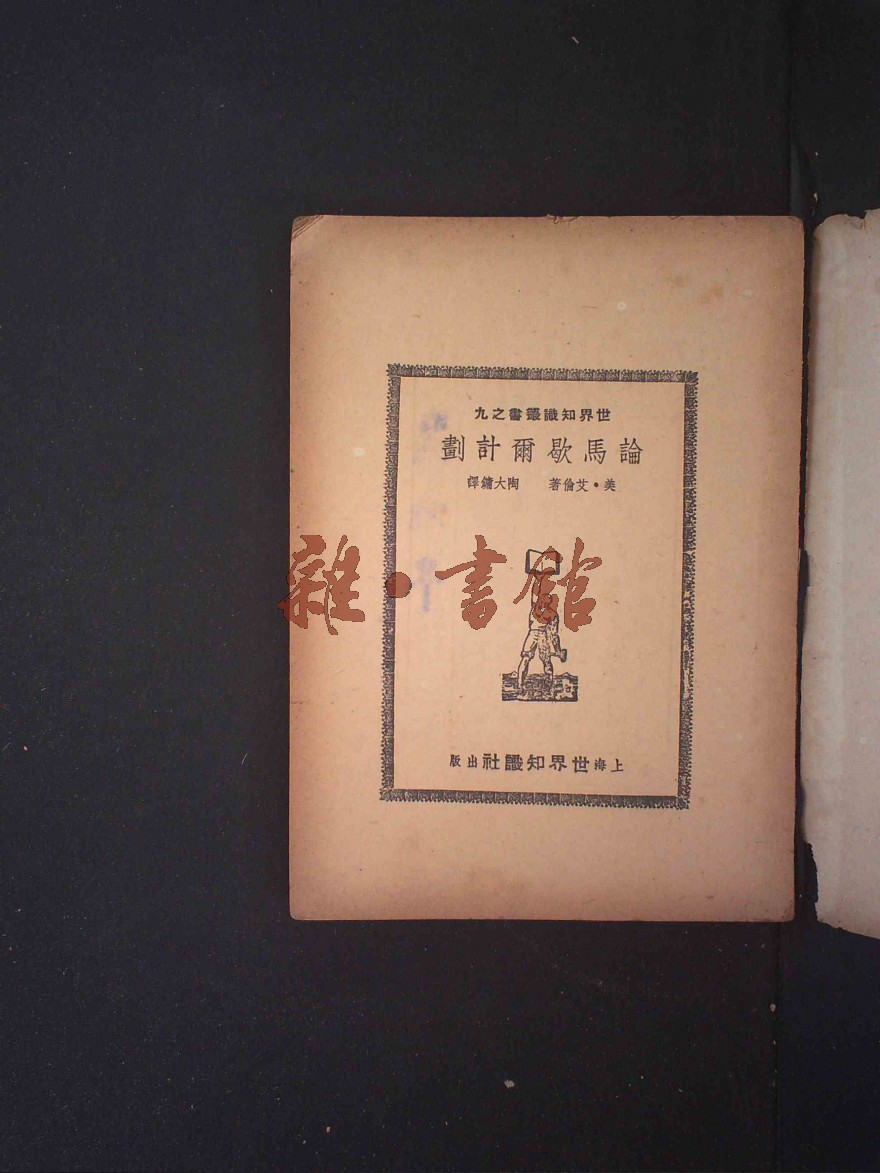 世界知識叢書之九
論馬歇爾計劃
美・艾倫著　陶大鏞譯
雜・書館
上海世界知識社出版